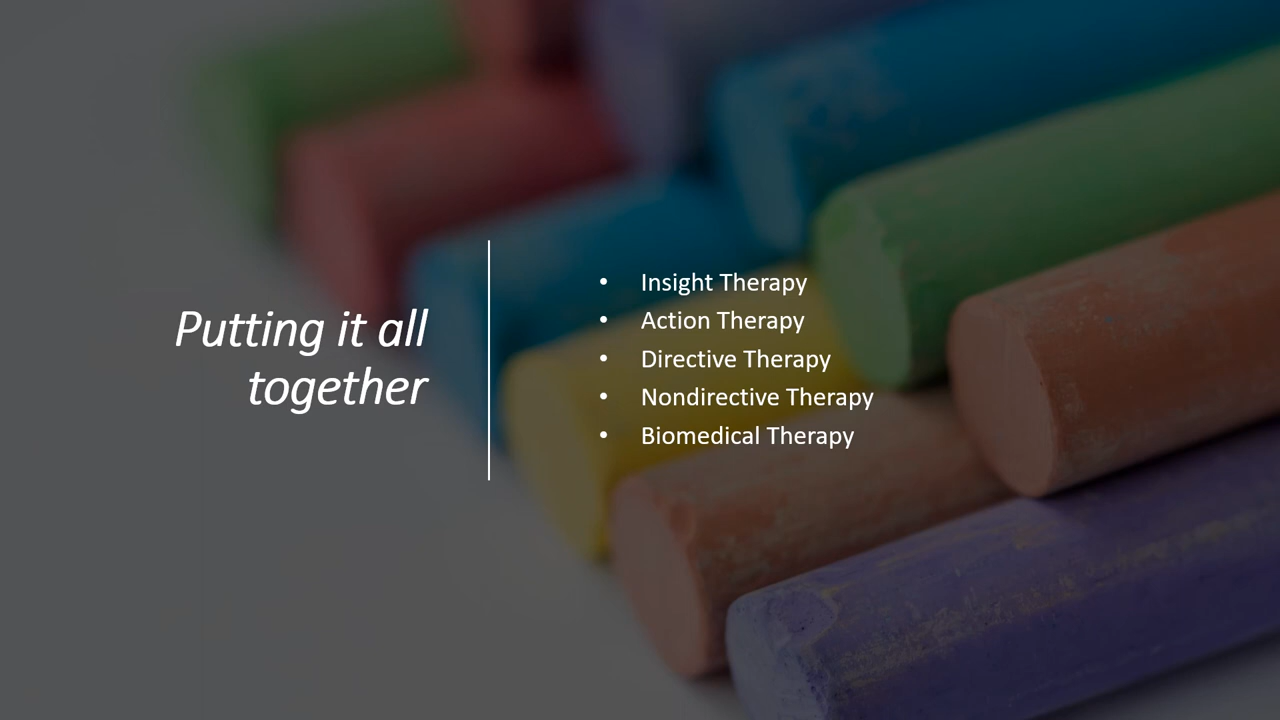 Putting it all
together
• Insight Therapy
• Action Therapy
• Directive Therapy
• Nondirective Therapy
• Biomedical Therapy